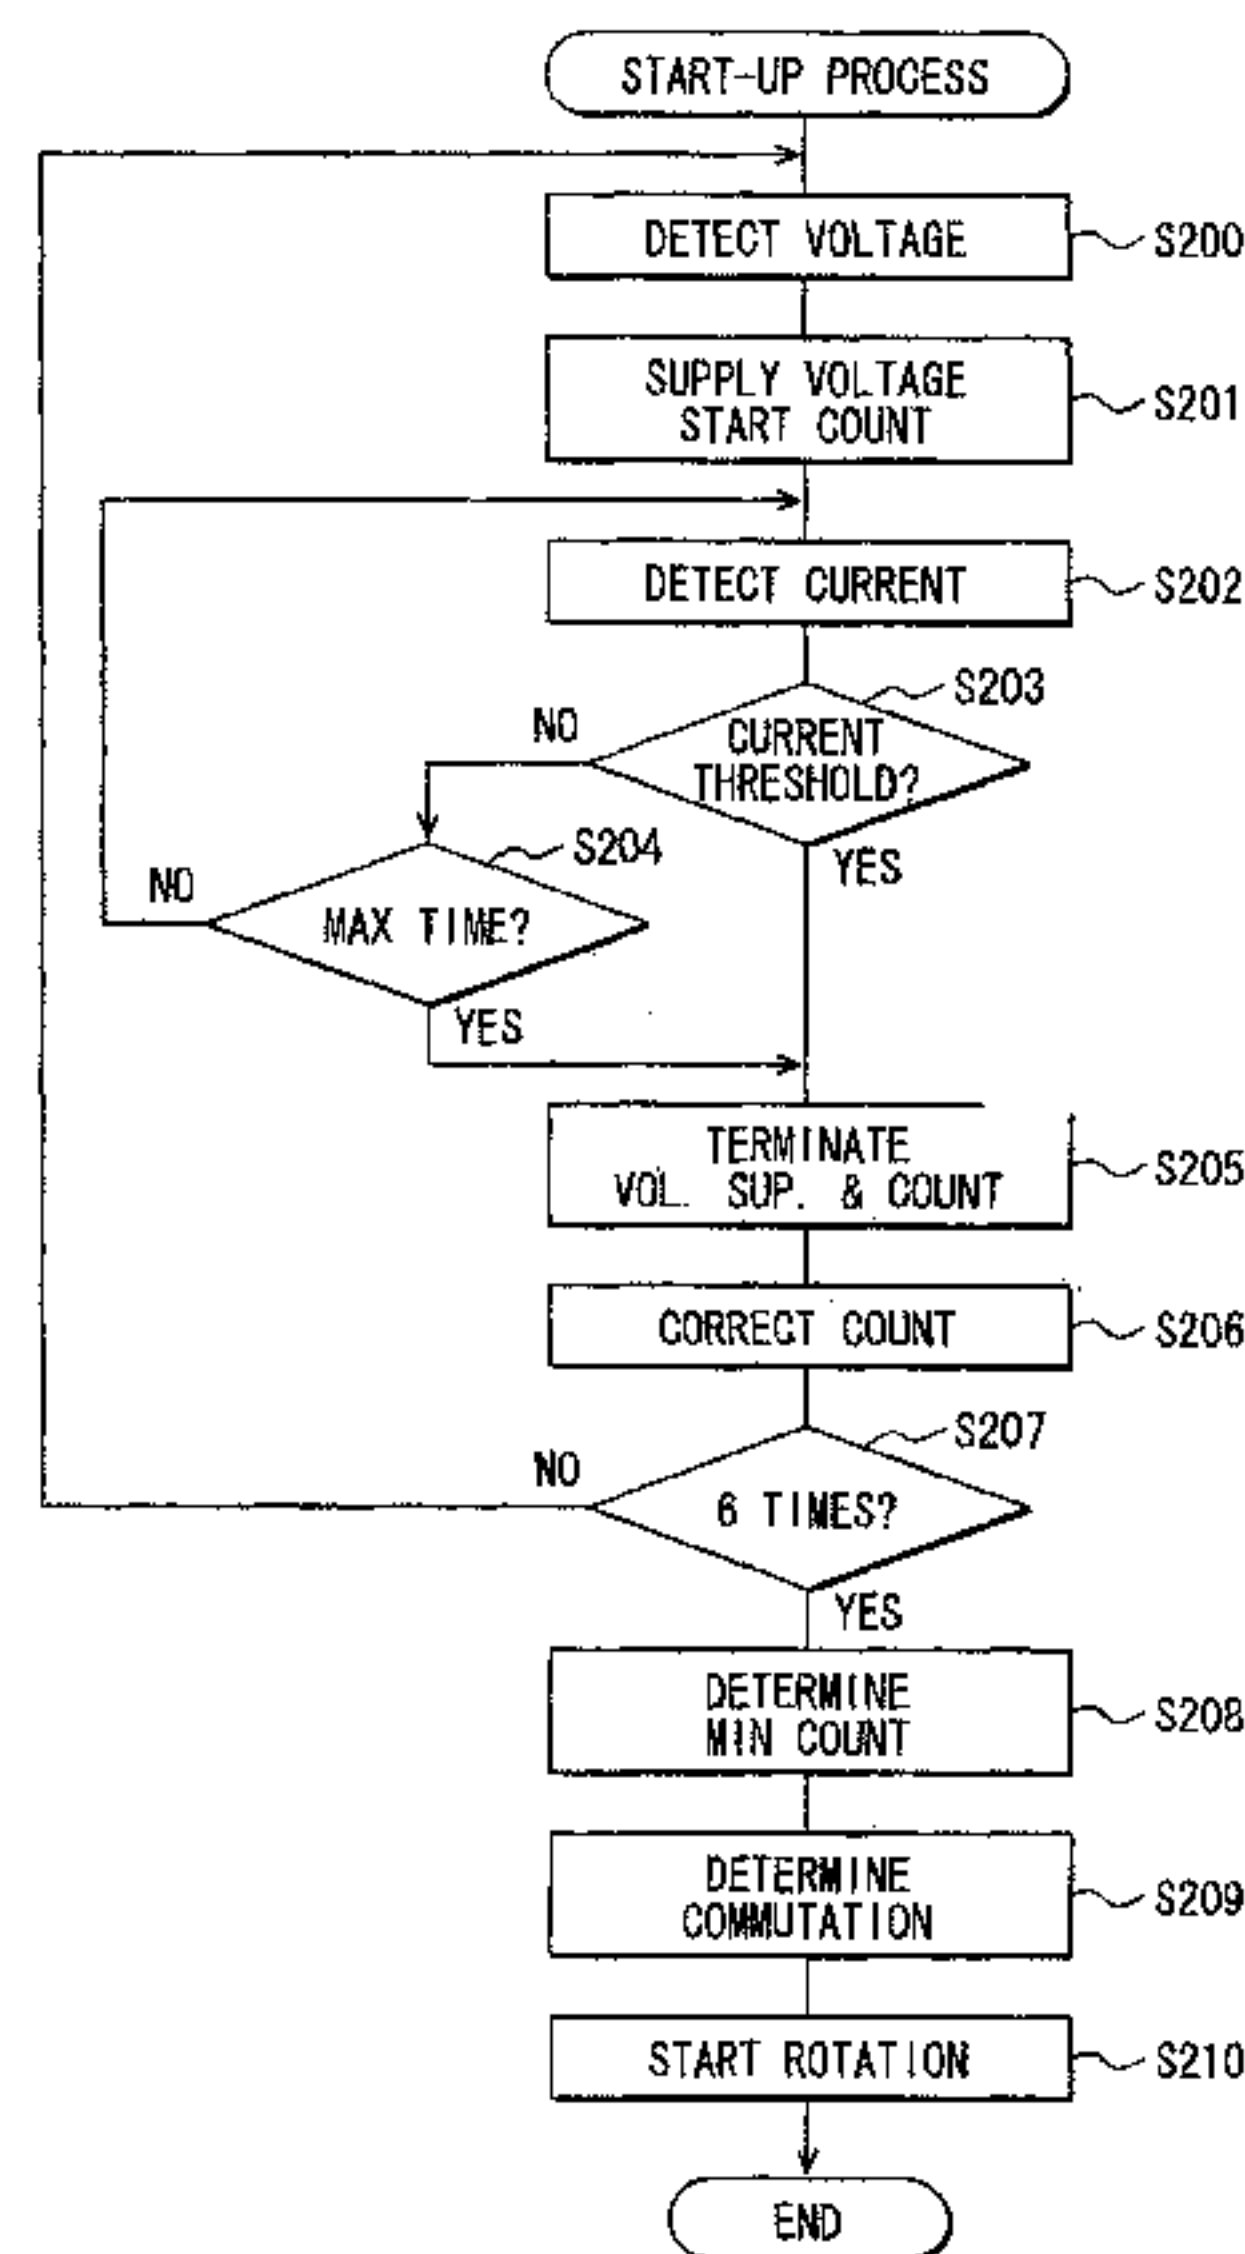 START-UP PROCESS
DETECT VOLTAGE
S200
SUPPLY VOLTAGE
START COUNT
S201
DETECT CURRENT
S202
S203
NO
CURRENT
THRESHOLD?
YES
S204
NO
MAX TIME?
YES
TERMINATE
VOL. SUP. & COUNT
S205
CORRECT COUNT
S206
S207
NO
6 TIMES?
YES
DETERMINE
MIN COUNT
S208
DETERMINE
COMMUTATION
S209
START ROTATION
S210
END